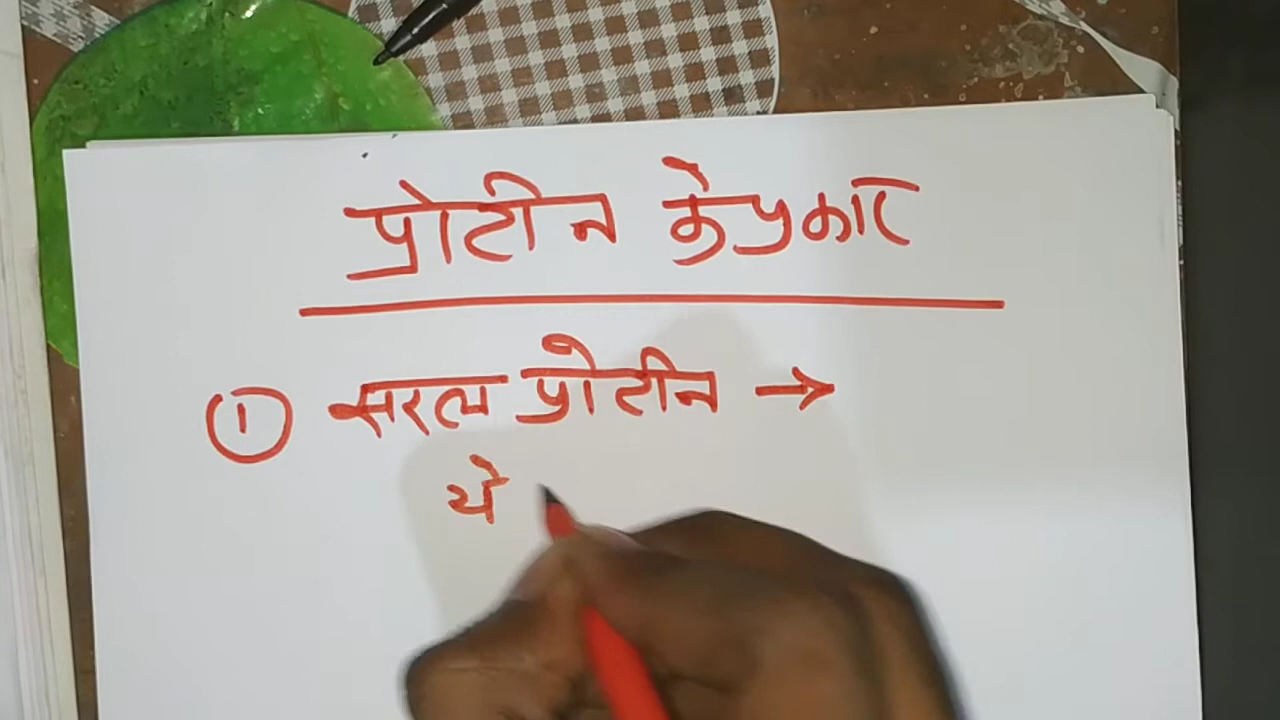 प्रोटीन के प्रकार
① सरल प्रोटीन →
ये